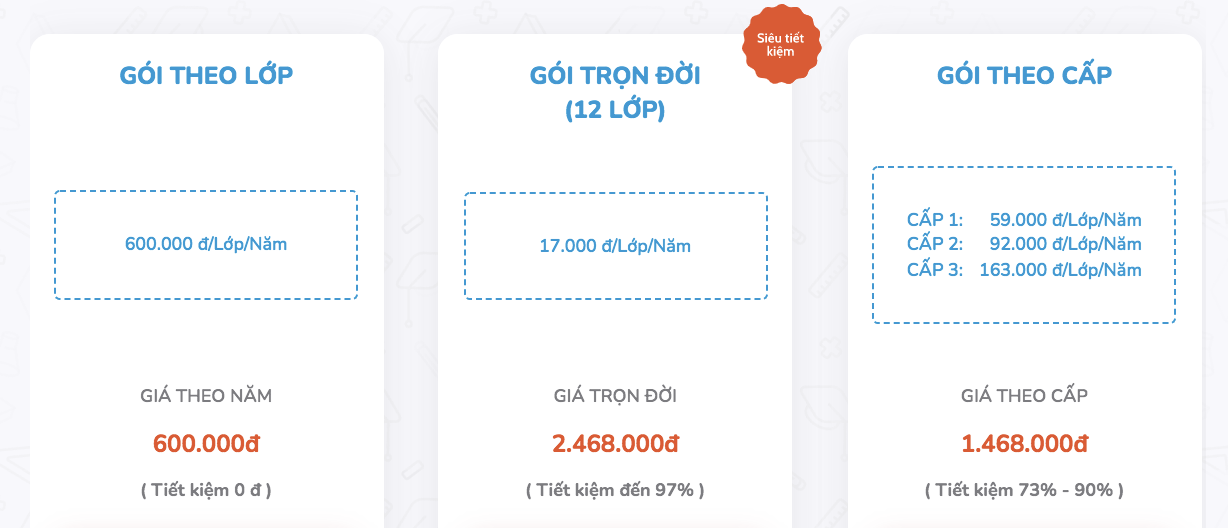 GÓI THEO LỚP
600.000 đ/Lớp/Năm
GIÁ THEO NĂM
600.000đ
( Tiết kiệm 0 đ )
Siêu tiết
kiệm
GÓI TRỌN ĐỜI
(12 LỚP)
17.000 đ/Lớp/Năm
GIÁ TRỌN ĐỜI
2.468.000đ
( Tiết kiệm đến 97% )
GÓI THEO CẤP
CẤP 1: 59.000 đ/Lớp/Năm
CẤP 2: 92.000 đ/Lớp/Năm
CẤP 3: 163.000 đ/Lớp/Năm
GIÁ THEO CẤP
1.468.000đ
( Tiết kiệm 73% - 90% )